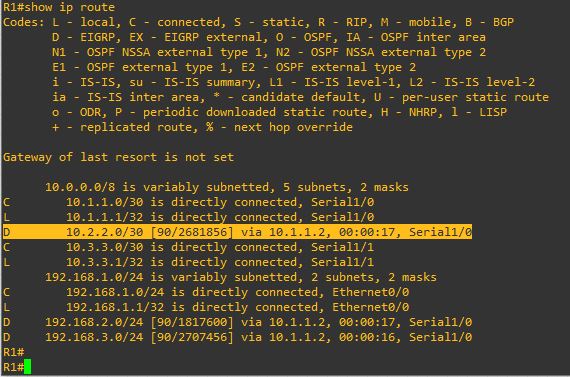 R1#show ip route
Codes: L - local, C - connected, S - static, R - RIP, M - mobile, B - BGP
D - EIGRP, EX - EIGRP external, O - OSPF, IA - OSPF inter area
N1 - OSPF NSSA external type 1, N2 - OSPF NSSA external type 2
E1 - OSPF external type 1, E2 - OSPF external type 2
i - IS-IS, su - IS-IS summary, L1 - IS-IS level-1, L2 - IS-IS level-2
ia - IS-IS inter area, * - candidate default, U - per-user static route
o - ODR, P - periodic downloaded static route, H - NHRP, l - LISP
+ - replicated route, % - next hop override
Gateway of last resort is not set
10.0.0.0/8 is variably subnetted, 5 subnets, 2 masks
C 10.1.1.0/30 is directly connected, Serial1/0
L 10.1.1.1/32 is directly connected, Serial1/0
D 10.2.2.0/30 [90/2681856] via 10.1.1.2, 00:00:17, Serial1/0
C 10.3.3.0/30 is directly connected, Serial1/1
L 10.3.3.1/32 is directly connected, Serial1/1
192.168.1.0/24 is variably subnetted, 2 subnets, 2 masks
C 192.168.1.0/24 is directly connected, Ethernet0/0
L 192.168.1.1/32 is directly connected, Ethernet0/0
D 192.168.2.0/24 [90/1817600] via 10.1.1.2, 00:00:17, Serial1/0
D 192.168.3.0/24 [90/2707456] via 10.1.1.2, 00:00:16, Serial1/0
R1#
R1#